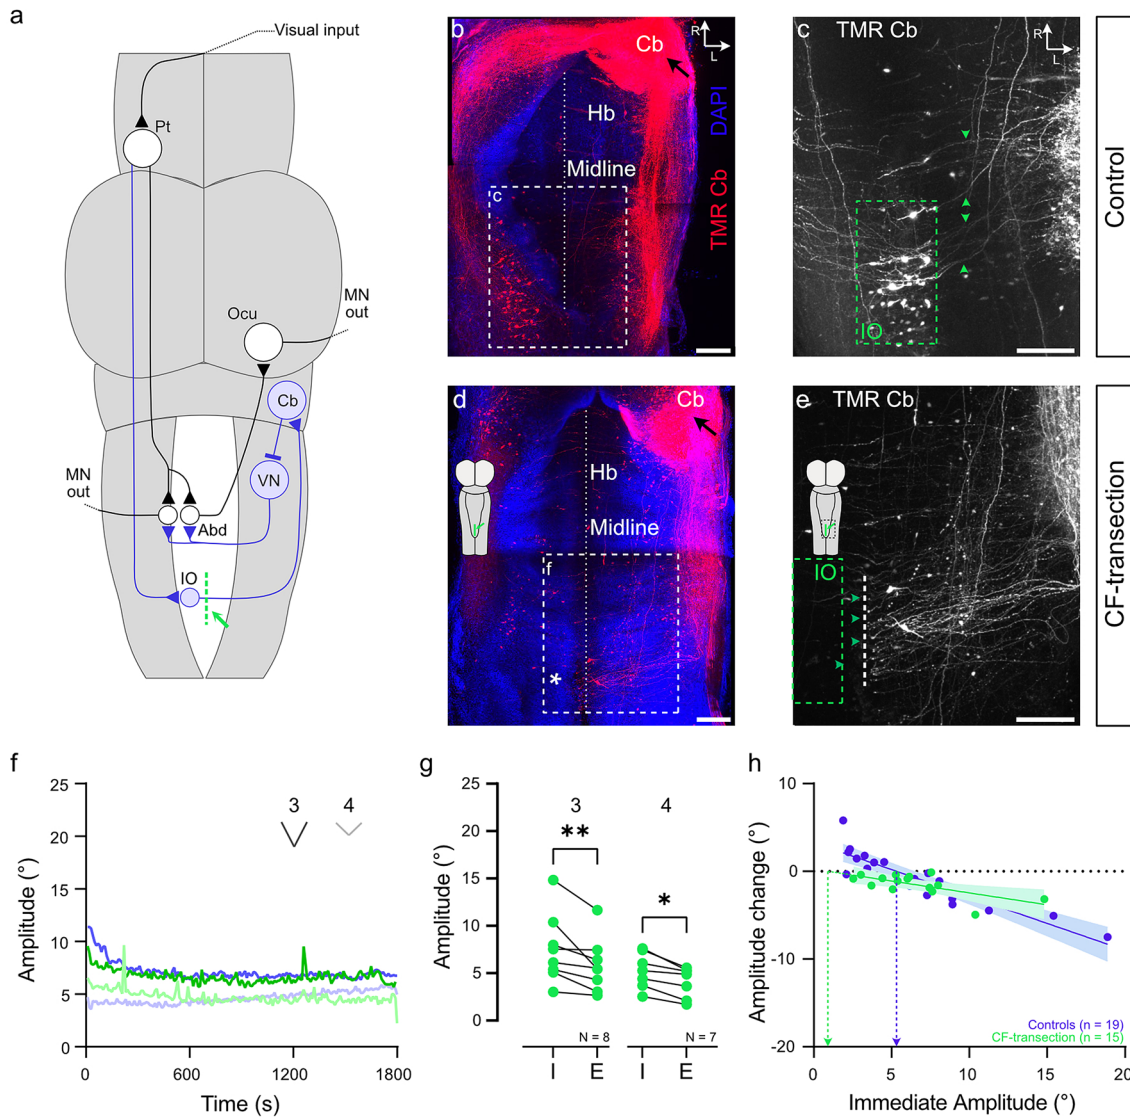 a
Visual input
Pt
MN
out
Ocu
Cb
VN
MN
out
Abd
IO
b
Cb
R
L
Hb
Midline
c
TMR Cb DAPI
c
TMR Cb
R
L
IO
Control
d
Cb
Hb
Midline
f
*
e
TMR Cb
IO
CF-transection
f
Amplitude (°)
25
20
15
10
5
0
3
4
0
600
1200
1800
Time (s)
g
Amplitude (°)
25
20
15
10
5
0
3
4
**
*
N = 8
N = 7
I
E
I
E
h
Amplitude change (°)
10
0
-10
-20
Controls (n = 19)
CF-transection (n = 15)
0
5
10
15
20
Immediate Amplitude (°)